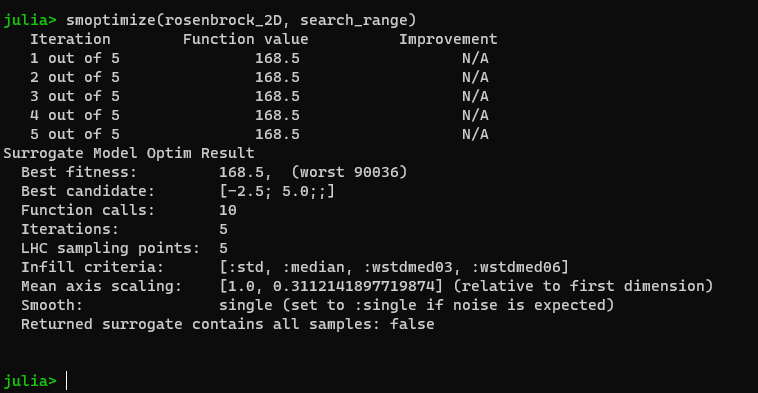 julia> smoptimize(rosenbrock_2D, search_range)
   Iteration        Function value          Improvement
   1 out of 5               168.5                  N/A
   2 out of 5               168.5                  N/A
   3 out of 5               168.5                  N/A
   4 out of 5               168.5                  N/A
   5 out of 5               168.5                  N/A
Surrogate Model Optim Result
  Best fitness:         168.5,  (worst 90036)
  Best candidate:       [-2.5; 5.0;;]
  Function calls:       10
  Iterations:           5
  LHC sampling points:  5
  Infill criteria:      [:std, :median, :wstdmed03, :wstdmed06]
  Mean axis scaling:    [1.0, 0.3112141897719874] (relative to first dimension)
  Smooth:               single (set to :single if noise is expected)
  Returned surrogate contains all samples: false
julia>